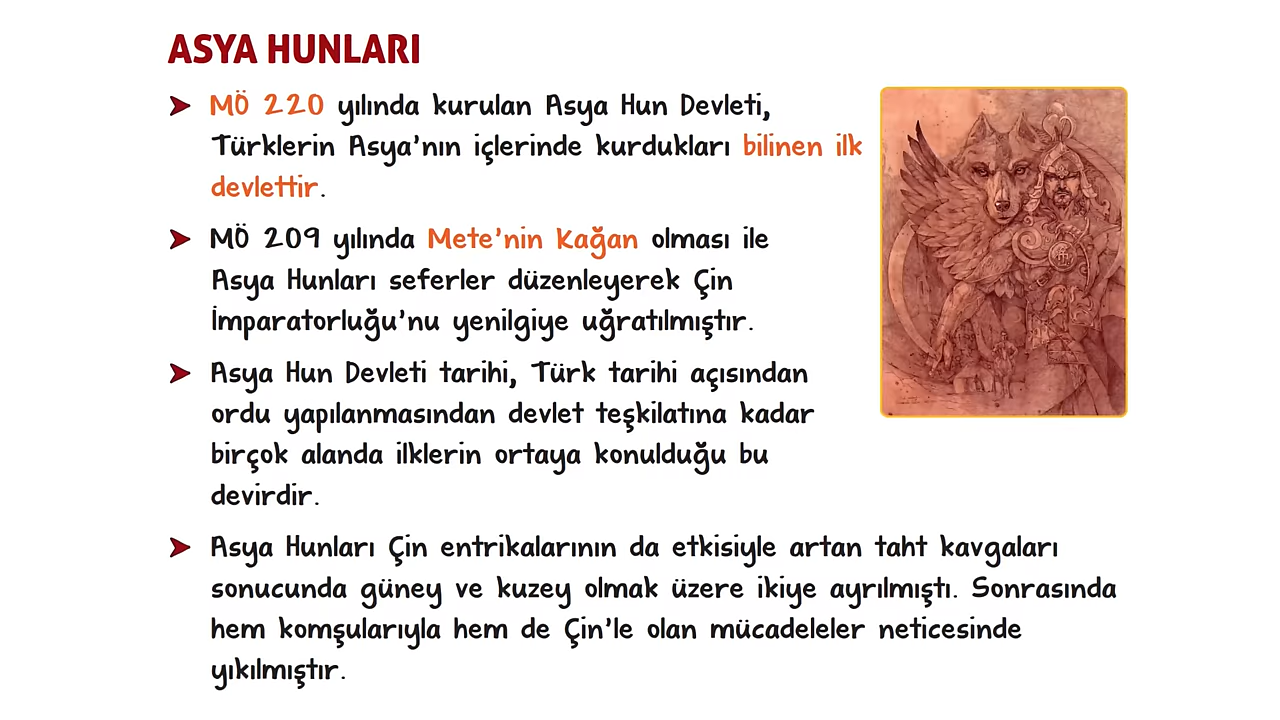 ASYA HUNLARI
MÖ 220 yılında kurulan Asya Hun Devleti,
Türklerin Asya'nın içlerinde kurdukları bilinen ilk
devlettir.
MÖ 209 yılında Mete'nin Kağan olması ile
Asya Hunları seferler düzenleyerek Çin
İmparatorluğu'nu yenilgiye uğratılmıştır.
Asya Hun Devleti tarihi, Türk tarihi açısından
ordu yapılanmasından devlet teşkilatına kadar
birçok alanda ilklerin ortaya konulduğu bu
devirdir.
Asya Hunları Çin entrikalarının da etkisiyle artan taht kavgaları
sonucunda güney ve kuzey olmak üzere ikiye ayrılmıştı. Sonrasında
hem komşularıyla hem de Çin'le olan mücadeleler neticesinde
yıkılmıştır.